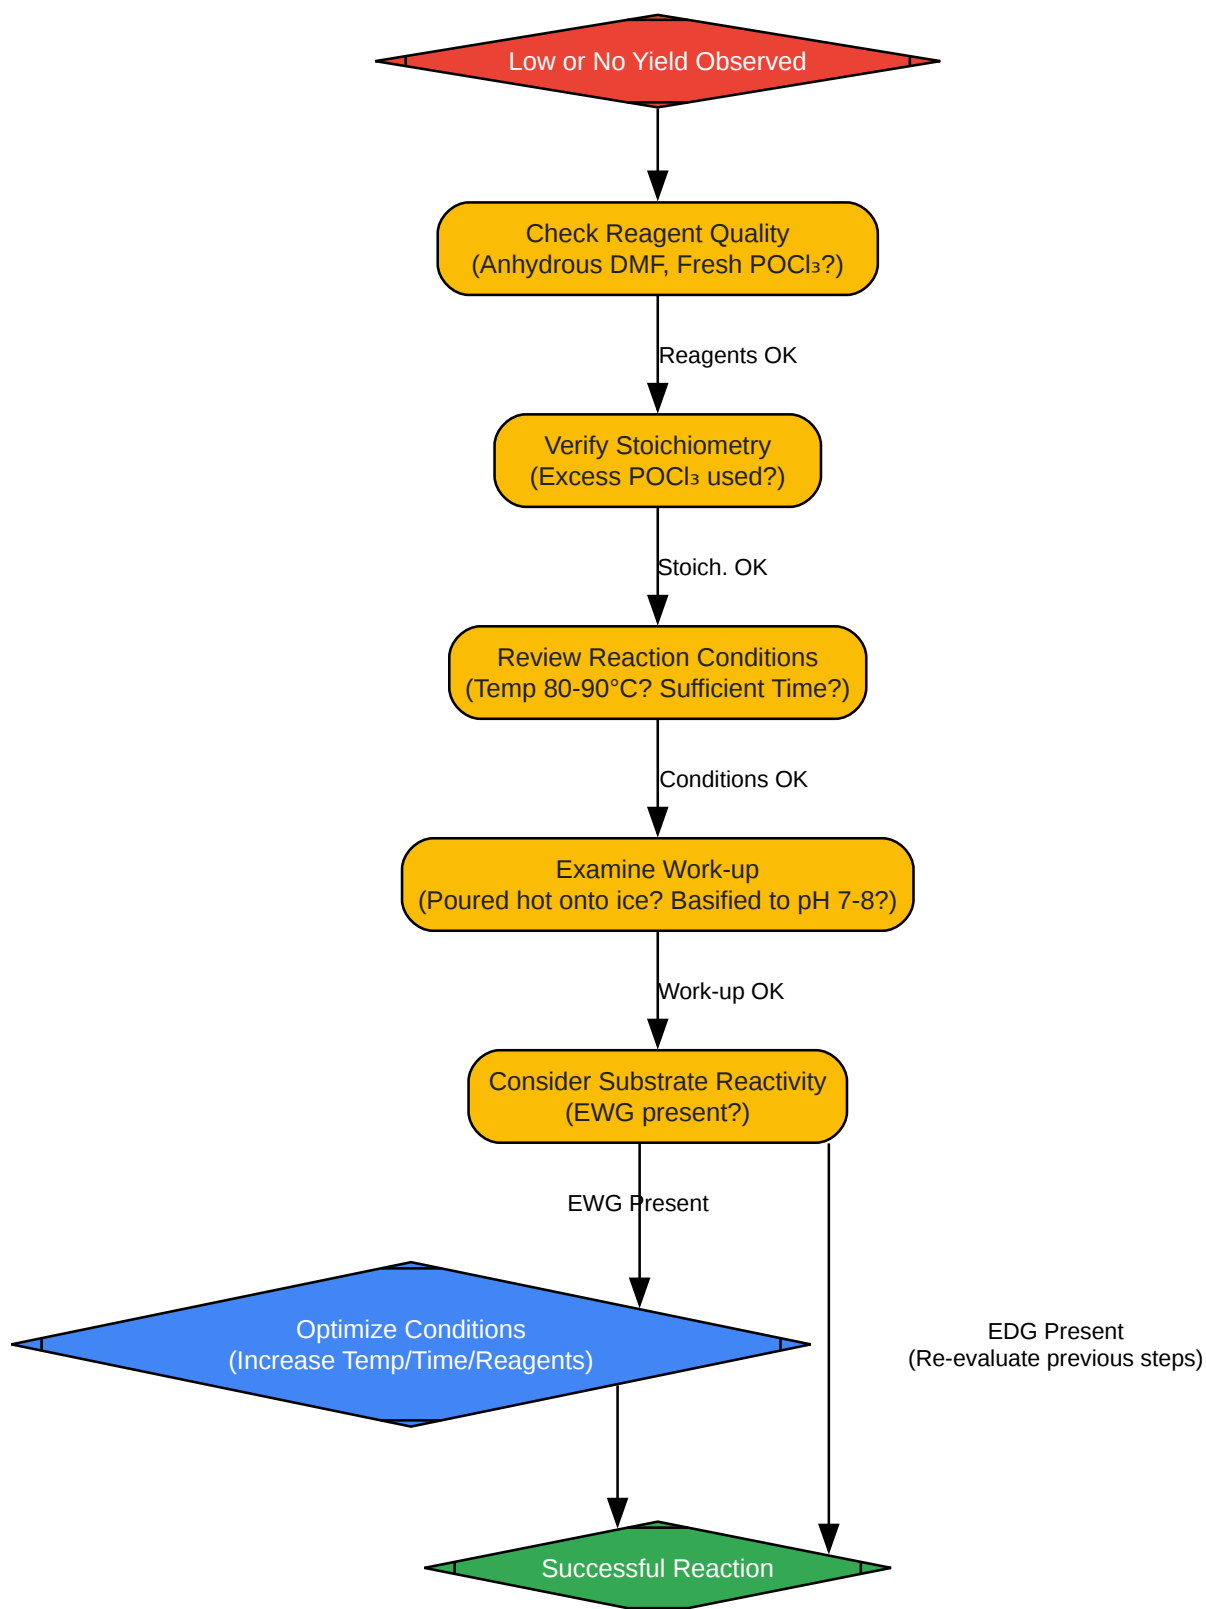 Low or No Yield Observed
Check Reagent Quality
(Anhydrous DMF, Fresh POCl₃?)
Reagents OK
Verify Stoichiometry
(Excess POCl₃ used?)
Stoich. OK
Review Reaction Conditions
(Temp 80-90°C? Sufficient Time?)
Conditions OK
Examine Work-up
(Poured hot onto ice? Basified to pH 7-8?)
Work-up OK
Consider Substrate Reactivity
(EWG present?)
EWG Present
Optimize Conditions
(Increase Temp/Time/Reagents)
EDG Present
(Re-evaluate previous steps)
Successful Reaction